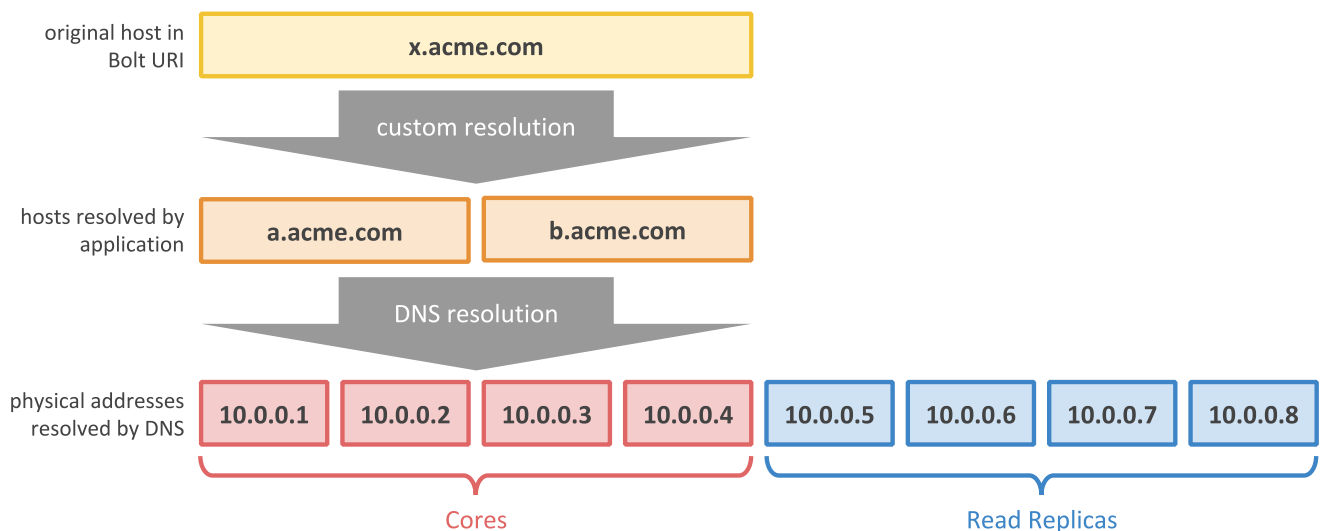 original host in
Bolt URI
x.acme.com
custom resolution
hosts resolved by
application
a.acme.com
b.acme.com
DNS resolution
physical addresses
resolved by DNS
10.0.0.1
10.0.0.2
10.0.0.3
10.0.0.4
10.0.0.5
10.0.0.6
10.0.0.7
10.0.0.8
Cores
Read Replicas